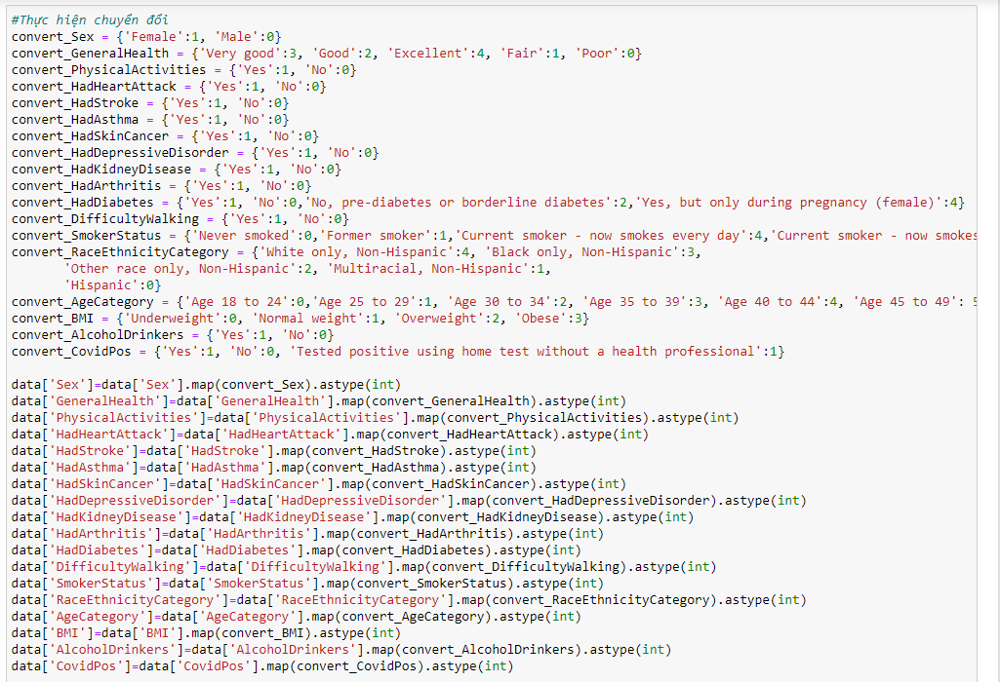 #Thực hiện chuyển đổi
convert_Sex = {'Female':1, 'Male':0}
convert_GeneralHealth = {'Very good':3, 'Good':2, 'Excellent':4, 'Fair':1, 'Poor':0}
convert_PhysicalActivities = {'Yes':1, 'No':0}
convert_HadHeartAttack = {'Yes':1, 'No':0}
convert_HadStroke = {'Yes':1, 'No':0}
convert_HadAsthma = {'Yes':1, 'No':0}
convert_HadSkinCancer = {'Yes':1, 'No':0}
convert_HadDepressiveDisorder = {'Yes':1, 'No':0}
convert_HadKidneyDisease = {'Yes':1, 'No':0}
convert_HadArthritis = {'Yes':1, 'No':0}
convert_HadDiabetes = {'Yes':1, 'No':0,'No, pre-diabetes or borderline diabetes':2,'Yes, but only during pregnancy (female)':4}
convert_DifficultyWalking = {'Yes':1, 'No':0}
convert_SmokerStatus = {'Never smoked':0,'Former smoker':1,'Current smoker - now smokes every day':4,'Current smoker - now smokes
convert_RaceEthnicityCategory = {'White only, Non-Hispanic':4, 'Black only, Non-Hispanic':3,
'Other race only, Non-Hispanic':2, 'Multiracial, Non-Hispanic':1,
'Hispanic':0}
convert_AgeCategory = {'Age 18 to 24':0,'Age 25 to 29':1, 'Age 30 to 34':2, 'Age 35 to 39':3, 'Age 40 to 44':4, 'Age 45 to 49': 5
convert_BMI = {'Underweight':0, 'Normal weight':1, 'Overweight':2, 'Obese':3}
convert_AlcoholDrinkers = {'Yes':1, 'No':0}
convert_CovidPos = {'Yes':1, 'No':0, 'Tested positive using home test without a health professional':1}
data['Sex']=data['Sex'].map(convert_Sex).astype(int)
data['GeneralHealth']=data['GeneralHealth'].map(convert_GeneralHealth).astype(int)
data['PhysicalActivities']=data['PhysicalActivities'].map(convert_PhysicalActivities).astype(int)
data['HadHeartAttack']=data['HadHeartAttack'].map(convert_HadHeartAttack).astype(int)
data['HadStroke']=data['HadStroke'].map(convert_HadStroke).astype(int)
data['HadAsthma']=data['HadAsthma'].map(convert_HadAsthma).astype(int)
data['HadSkinCancer']=data['HadSkinCancer'].map(convert_HadSkinCancer).astype(int)
data['HadDepressiveDisorder']=data['HadDepressiveDisorder'].map(convert_HadDepressiveDisorder).astype(int)
data['HadKidneyDisease']=data['HadKidneyDisease'].map(convert_HadKidneyDisease).astype(int)
data['HadArthritis']=data['HadArthritis'].map(convert_HadArthritis).astype(int)
data['HadDiabetes']=data['HadDiabetes'].map(convert_HadDiabetes).astype(int)
data['DifficultyWalking']=data['DifficultyWalking'].map(convert_DifficultyWalking).astype(int)
data['SmokerStatus']=data['SmokerStatus'].map(convert_SmokerStatus).astype(int)
data['RaceEthnicityCategory']=data['RaceEthnicityCategory'].map(convert_RaceEthnicityCategory).astype(int)
data['AgeCategory']=data['AgeCategory'].map(convert_AgeCategory).astype(int)
data['BMI']=data['BMI'].map(convert_BMI).astype(int)
data['AlcoholDrinkers']=data['AlcoholDrinkers'].map(convert_AlcoholDrinkers).astype(int)
data['CovidPos']=data['CovidPos'].map(convert_CovidPos).astype(int)